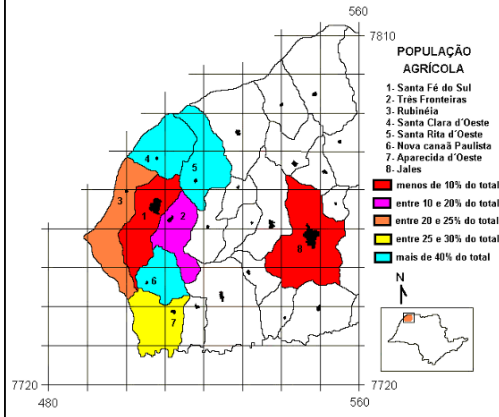 560
7810
POPULAÇÃO
AGRÍCOLA
1- Santa Fé do Sul
2- Três Fronteiras
3- Rubinéia
4- Santa Clara d´Oeste
5- Santa Rita d´Oeste
6- Nova canaã Paulista
7- Aparecida d´Oeste
8- Jales
menos de 10% do total
entre 10 e 20% do total
entre 20 e 25% do total
entre 25 e 30% do total
mais de 40% do total
4
5
3
1
2
8
6
7
N
7720
7720
480
560